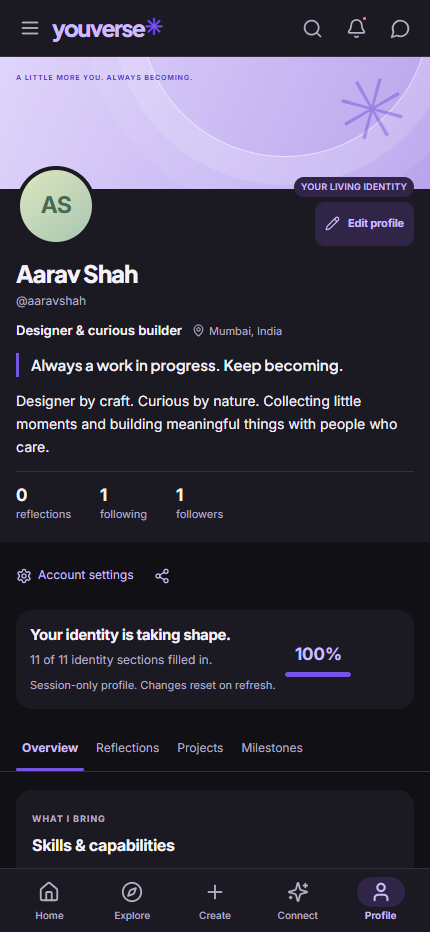 youverse
A LITTLE MORE YOU. ALWAYS BECOMING.
AS
YOUR LIVING IDENTITY
Edit profile
Aarav Shah
@aaravshah
Designer & curious builder Mumbai, India
Always a work in progress. Keep becoming.
Designer by craft. Curious by nature. Collecting little
moments and building meaningful things with people who
care.
0 1 1
reflections following followers
Account settings
Your identity is taking shape.
11 of 11 identity sections filled in.
100%
Session-only profile. Changes reset on refresh.
Overview Reflections Projects Milestones
WHAT I BRING
Skills & capabilities
Home Explore Create Connect Profile